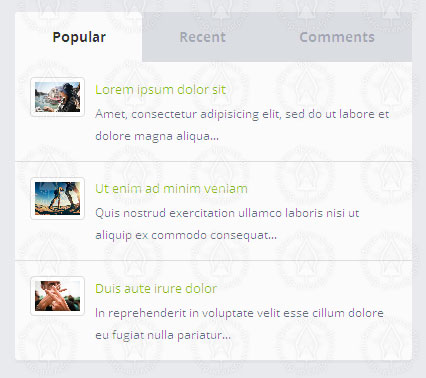 Popular Recent Comments
Lorem ipsum dolor sit
Amet, consectetur adipisicing elit, sed do ut labore et
dolore magna aliqua...
Ut enim ad minim veniam
Quis nostrud exercitation ullamco laboris nisi ut
aliquip ex commodo consequat...
Duis aute irure dolor
In reprehenderit in voluptate velit esse cillum dolore
eu fugiat nulla pariatur...